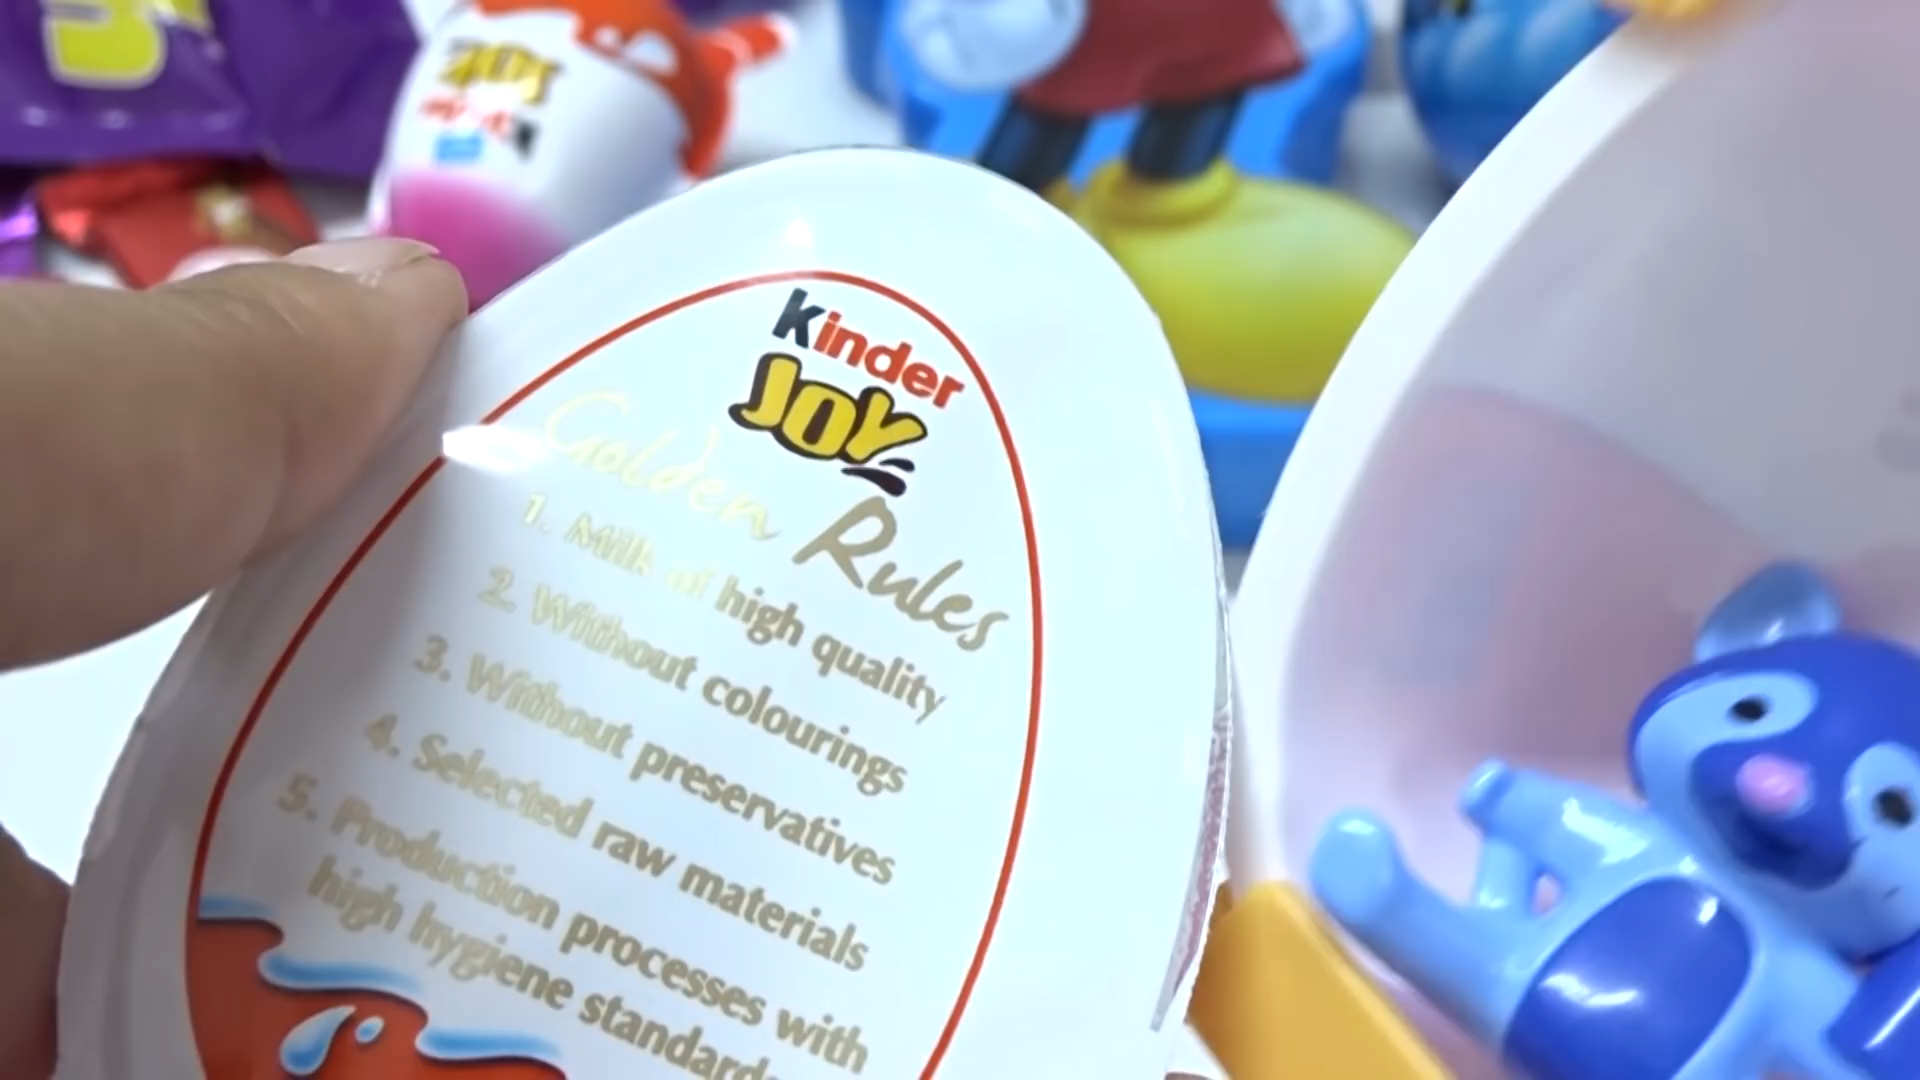 Kinder
JOY
Golden Rules
1. Milk of high quality
2. Without colourings
3. Without preservatives
4. Selected raw materials
5. Production processes with
high hygiene standards
JOY